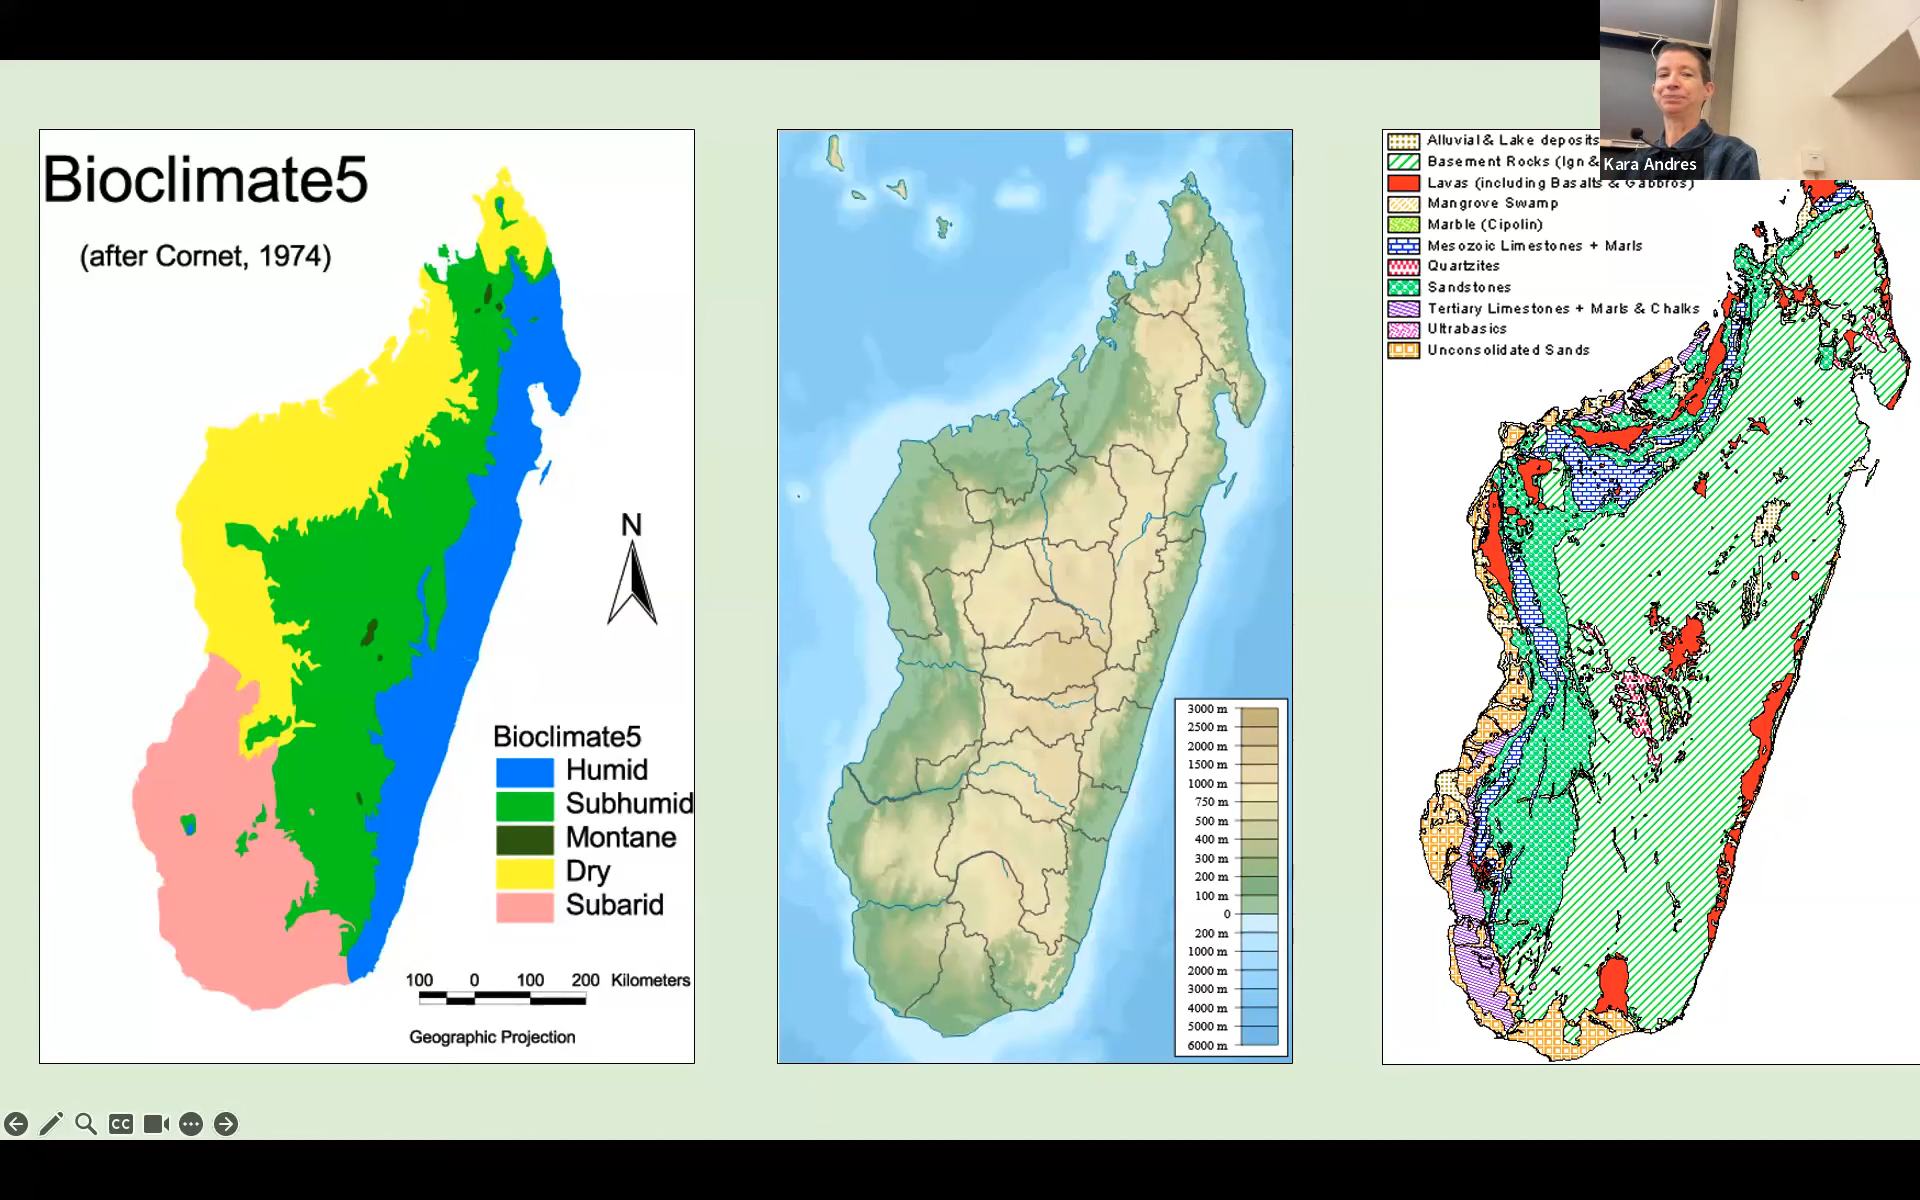 Bioclimate5
(after Cornet, 1974)
N
Bioclimate5
Humid
Subhumid
Montane
Dry
Subarid
100 0 100 200 Kilometers
Geographic Projection
3000 m
2500 m
2000 m
1500 m
1000 m
750 m
500 m
400 m
300 m
200 m
100 m
0
200 m
1000 m
2000 m
3000 m
4000 m
5000 m
6000 m
Alluvial & Lake deposits
Basement Rocks (Ign &
Lavas (including Basalts & Gabbros)
Mangrove Swamp
Marble (Cipolin)
Mesozoic Limestones + Marls
Quartzites
Sandstones
Tertiary Limestones + Marls & Chalks
Ultrabasics
Unconsolidated Sands
Kara Andres
CC